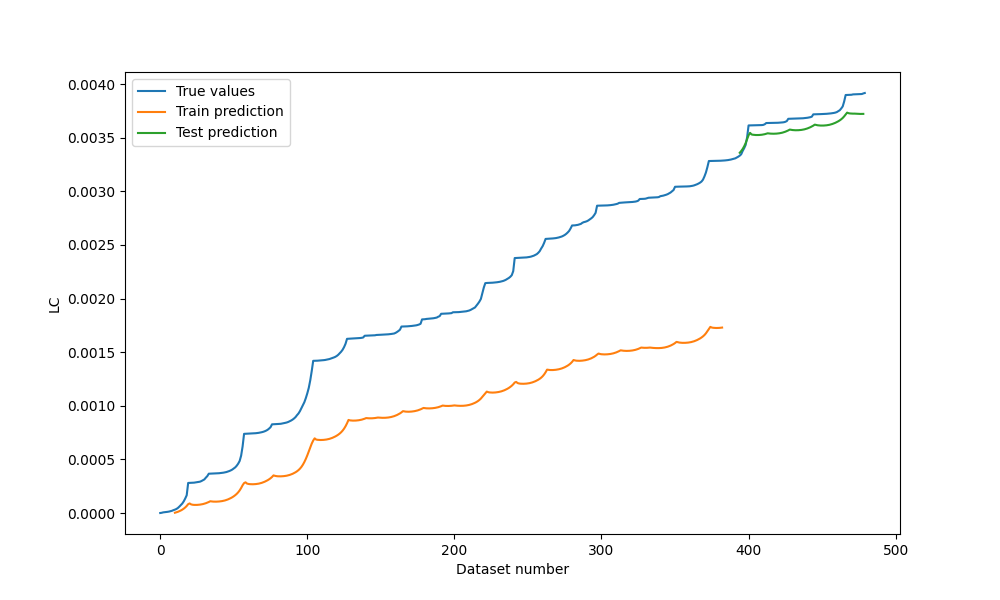 True values
Train prediction
Test prediction
0.0040
0.0035
0.0030
0.0025
0.0020
0.0015
0.0010
0.0005
0.0000
LC
0 100 200 300 400 500
Dataset number